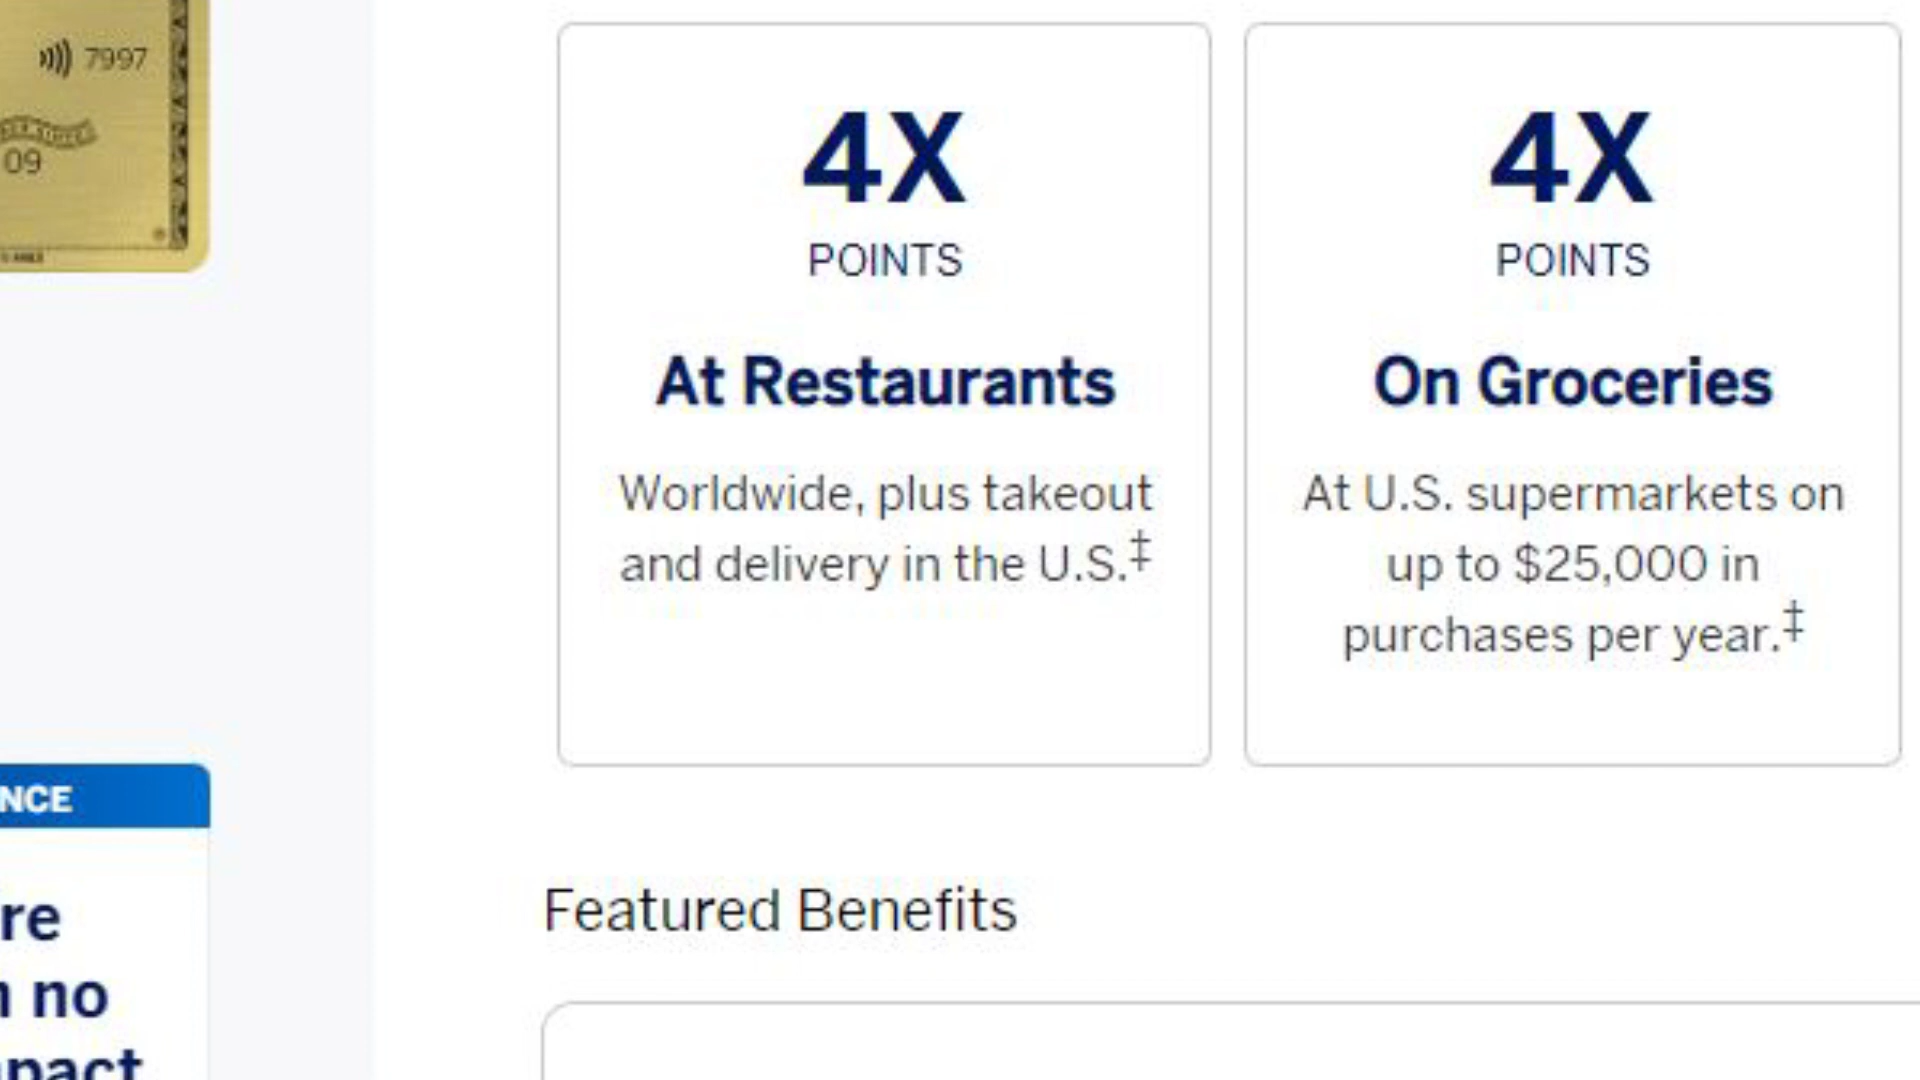 7997
09
4X
POINTS
At Restaurants
Worldwide, plus takeout
and delivery in the U.S.‡
4X
POINTS
On Groceries
At U.S. supermarkets on
up to $25,000 in
purchases per year.‡
NCE
re
no
pact
Featured Benefits